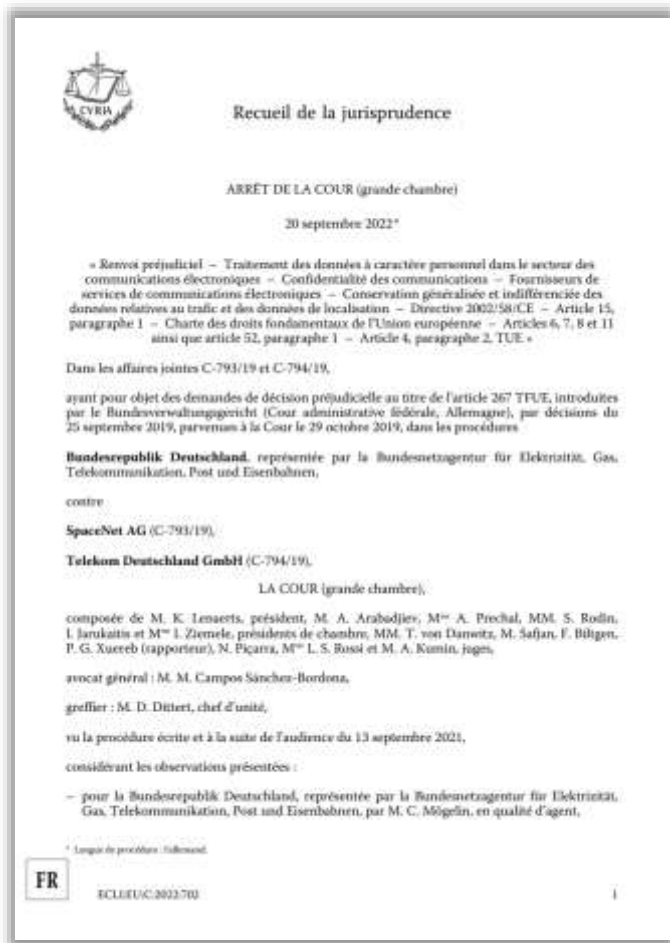 CVRIA
Recueil de la jurisprudence
ARRÊT DE LA COUR (grande chambre)
20 septembre 2022*
« Renvoi préjudiciel – Traitement des données à caractère personnel dans le secteur des
communications électroniques – Confidentialité des communications – Fournisseurs de
services de communications électroniques – Conservation généralisée et indifférenciée des
données relatives au trafic et des données de localisation – Directive 2002/58/CE – Article 15,
paragraphe 1 – Charte des droits fondamentaux de l'Union européenne – Articles 6, 7, 8 et 11
ainsi que article 52, paragraphe 1 – Article 4, paragraphe 2, TUE »
Dans les affaires jointes C-793/19 et C-794/19,
ayant pour objet des demandes de décision préjudicielle au titre de l'article 267 TFUE, introduites
par le Bundesverwaltungsgericht (Cour administrative fédérale, Allemagne), par décisions du
25 septembre 2019, parvenues à la Cour le 29 octobre 2019, dans les procédures
Bundesrepublik Deutschland, représentée par la Bundesnetzagentur für Elektrizität, Gas,
Telekommunikation, Post und Eisenbahnen,
contre
SpaceNet AG (C-793/19),
Telekom Deutschland GmbH (C-794/19),
LA COUR (grande chambre),
composée de M. K. Lenaerts, président, M. A. Arabadjiev, Mme A. Prechal, MM. S. Rodin,
I. Jarukaitis et Mme I. Ziemele, présidents de chambre, MM. T. von Danwitz, M. Safjan, F. Biltgen,
P. G. Xuereb (rapporteur), N. Piçarra, Mme L. S. Rossi et M. A. Kumin, juges,
avocat général : M. M. Campos Sánchez-Bordona,
greffier : M. D. Dittert, chef d'unité,
vu la procédure écrite et à la suite de l'audience du 13 septembre 2021,
considérant les observations présentées :
– pour la Bundesrepublik Deutschland, représentée par la Bundesnetzagentur für Elektrizität,
Gas, Telekommunikation, Post und Eisenbahnen, par M. C. Mögelin, en qualité d'agent,
* Langue de procédure : l'allemand.
FR
ECLI:EU:C:2022:702 1